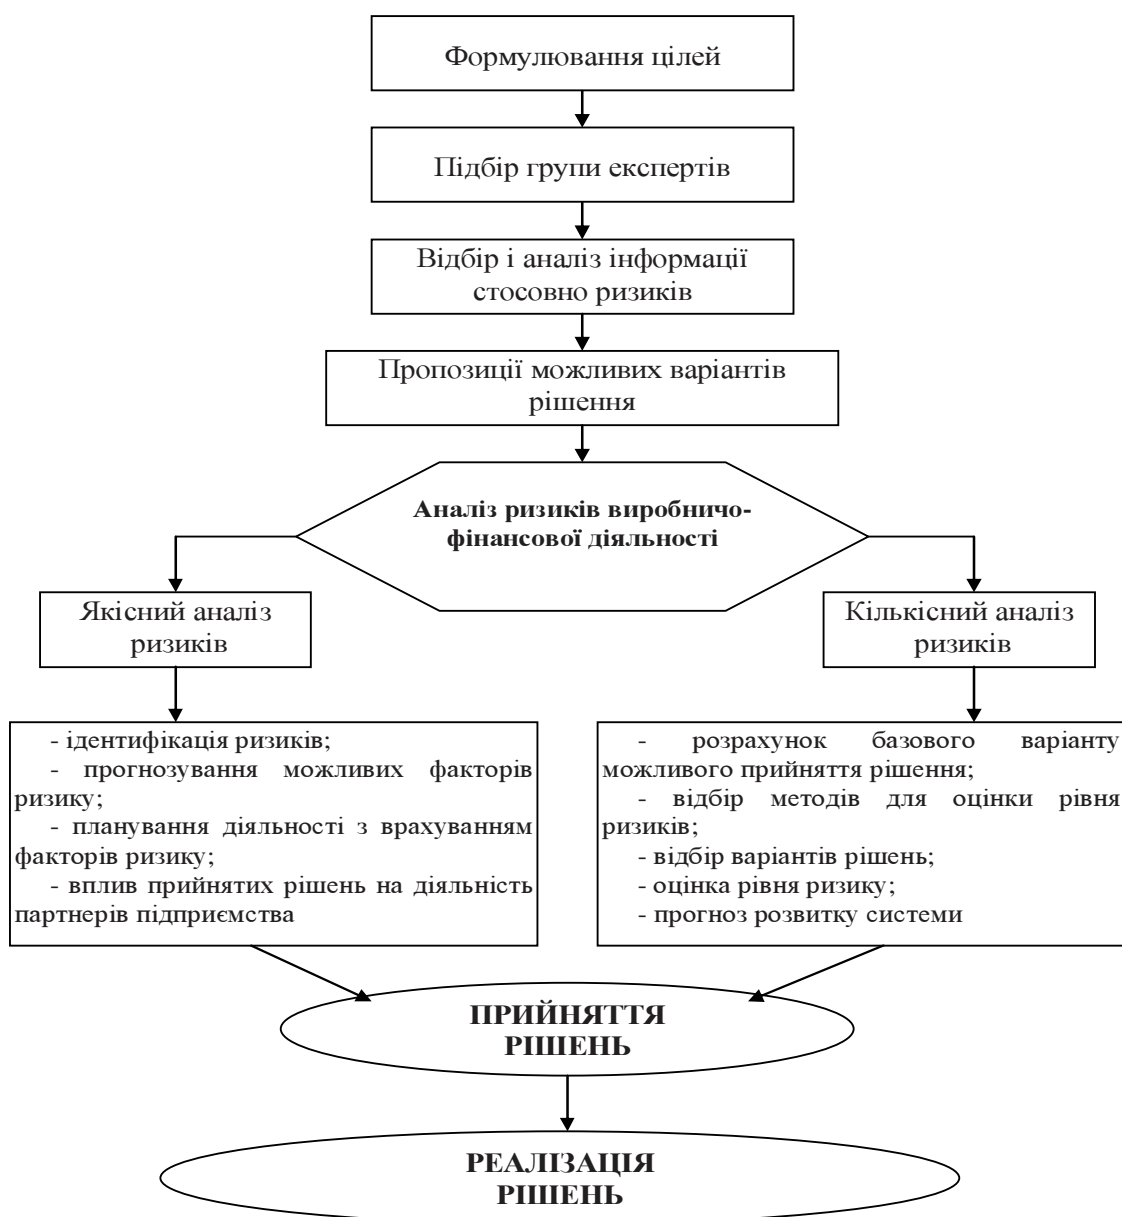 Формулювання цілей
Підбір групи експертів
Відбір і аналіз інформації
стосовно ризиків
Пропозиції можливих варіантів
рішення
Аналіз ризиків виробничо-
фінансової діяльності
Якісний аналіз
ризиків
Кількісний аналіз
ризиків
- ідентифікація ризиків;
- прогнозування можливих факторів
ризику;
- планування діяльності з врахуванням
факторів ризику;
- вплив прийнятих рішень на діяльність
партнерів підприємства
- розрахунок базового варіанту
можливого прийняття рішення;
- відбір методів для оцінки рівня
ризиків;
- відбір варіантів рішень;
- оцінка рівня ризику;
- прогноз розвитку системи
ПРИЙНЯТТЯ
РІШЕНЬ
РЕАЛІЗАЦІЯ
РІШЕНЬ